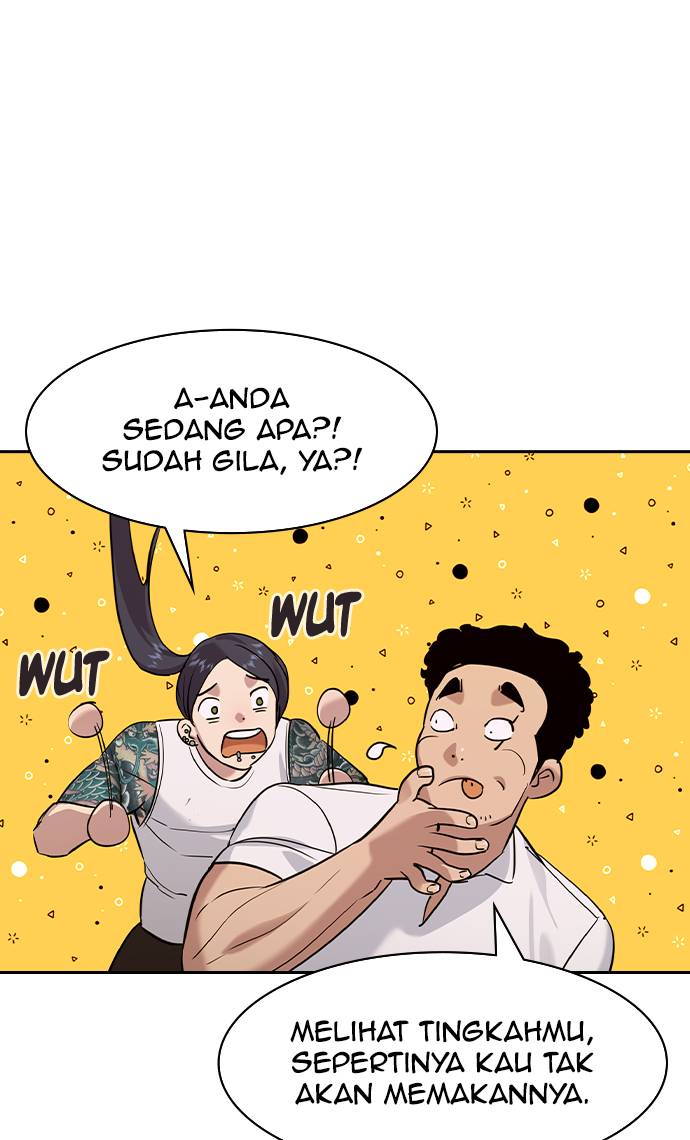 A-ANDA
SEDANG APA?!
SUDAH GILA, YA?!
WUT
WUT
MELIHAT TINGKAHMU,
SEPERTINYA KAU TAK
AKAN MEMAKANNYA.